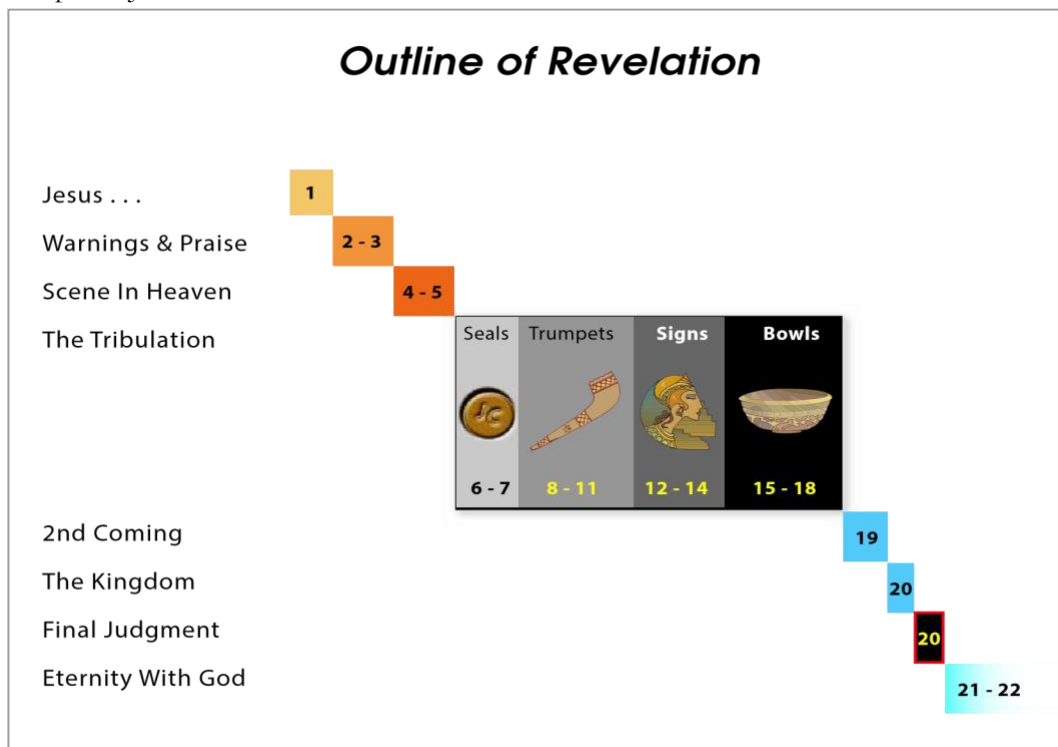 Outline of Revelation
Jesus . . .
1
Warnings & Praise
2 - 3
Scene In Heaven
4 - 5
The Tribulation
Seals Trumpets Signs Bowls
6 - 7 8 - 11 12 - 14 15 - 18
2nd Coming
19
The Kingdom
20
Final Judgment
20
Eternity With God
21 - 22